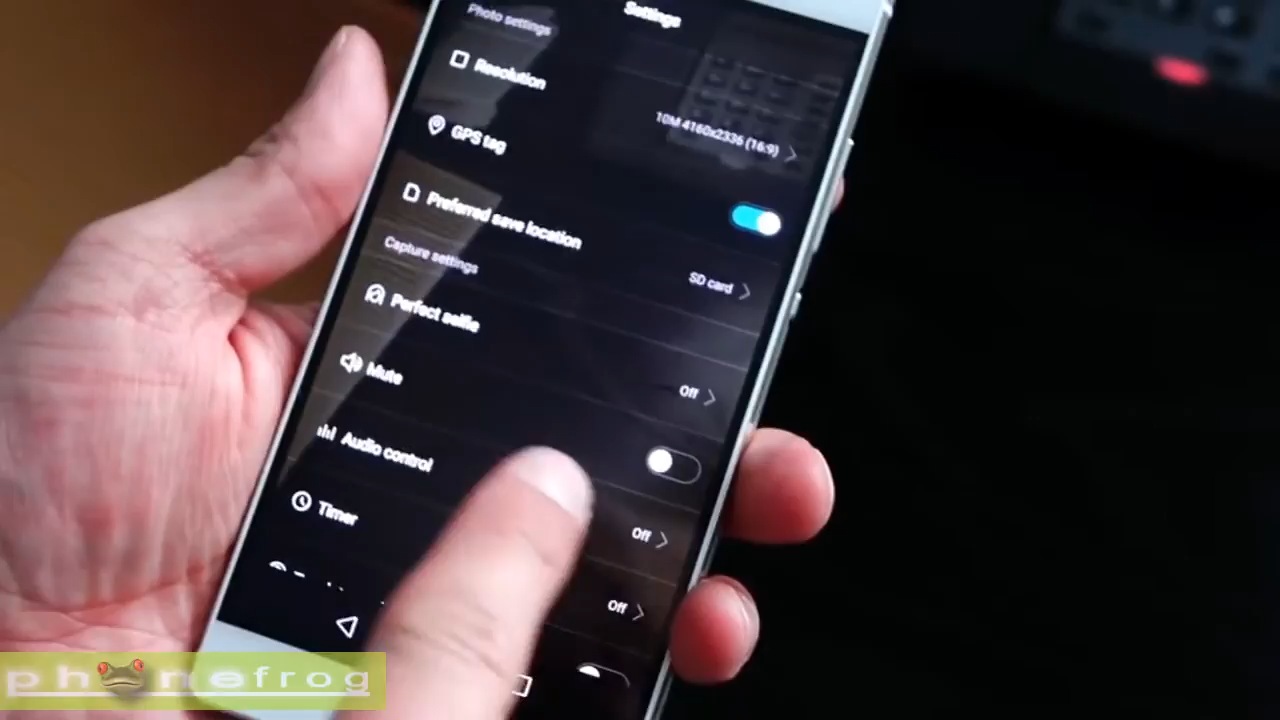 Settings
Photo settings
Resolution
10M 4160x2336 (16:9)
GPS tag
Preferred save location
SD card
Capture settings
Perfect selfie
Off
Mute
Audio control
Off
Timer
Off
phonefrog